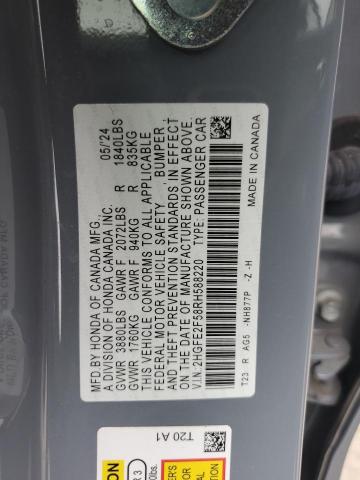 MFD BY HONDA OF CANADA MFG. 05/'24
A DIVISION OF HONDA CANADA INC.
GVWR 3880LBS GAWR F 2072LBS R 1840LBS
GVWR 1760KG GAWR F 940KG R 835KG
THIS VEHICLE CONFORMS TO ALL APPLICABLE
FEDERAL MOTOR VEHICLE SAFETY, BUMPER,
AND THEFT PREVENTION STANDARDS IN EFFECT
ON THE DATE OF MANUFACTURE SHOWN ABOVE.
V.I.N. 2HGFE2F58RH588220 TYPE: PASSENGER CAR
T23 R AG5 -NH877P -Z -H
MADE IN CANADA
T20 A1